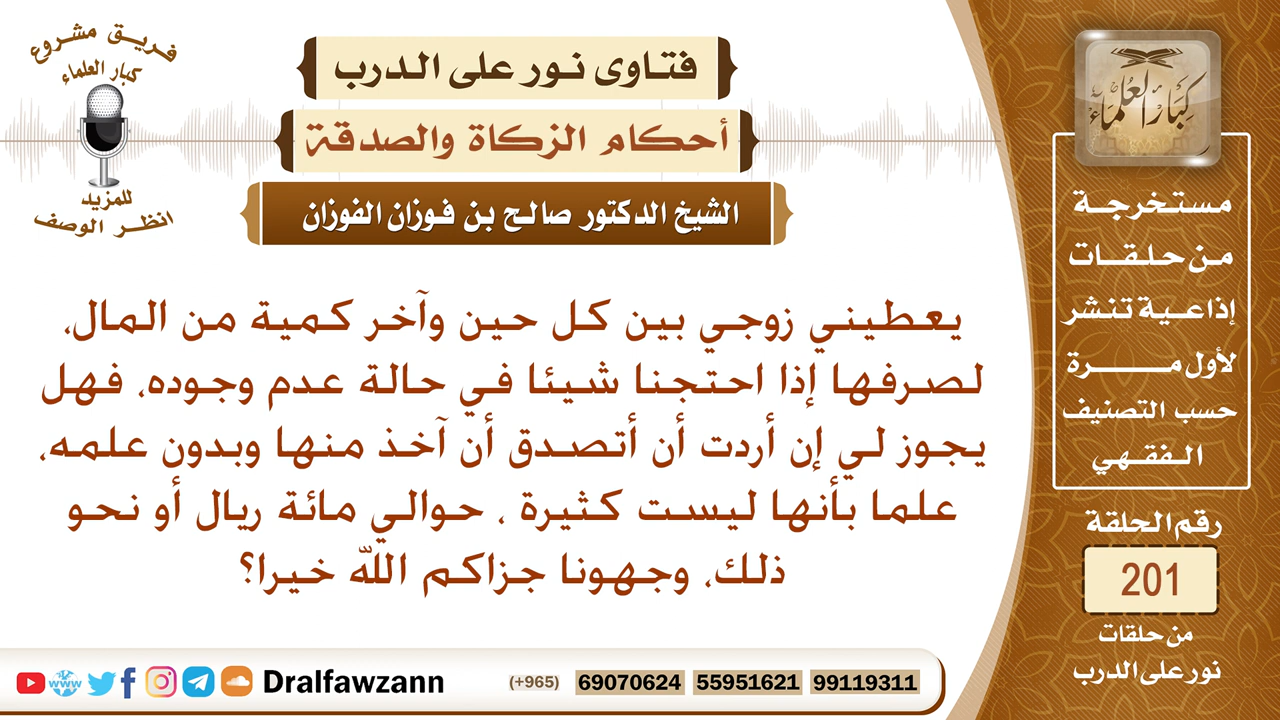 فريق مشروع
كبار العلماء
للمزيد
انظر الوصف
فتاوى نور على الدرب
أحكام الزكاة والصدقة
الشيخ الدكتور صالح بن فوزان الفوزان
يعطيني زوجي بين كل حين وآخر كمية من المال،
لصرفها إذا احتجنا شيئا في حالة عدم وجوده، فهل
يجوز لي إن أردت أن أتصدق أن آخذ منها وبدون علمه،
علما بأنها ليست كثيرة ، حوالي مائة ريال أو نحو
ذلك، وجهونا جزاكم الله خيرا؟
كبار العلماء
مستخرجة
من حلقات
إذاعية تنشر
لأول مرة
حسب التصنيف
الفقهي
رقم الحلقة
201
من حلقات
نور على الدرب
www
Dralfawzann
(+965) 69070624 55951621 99119311